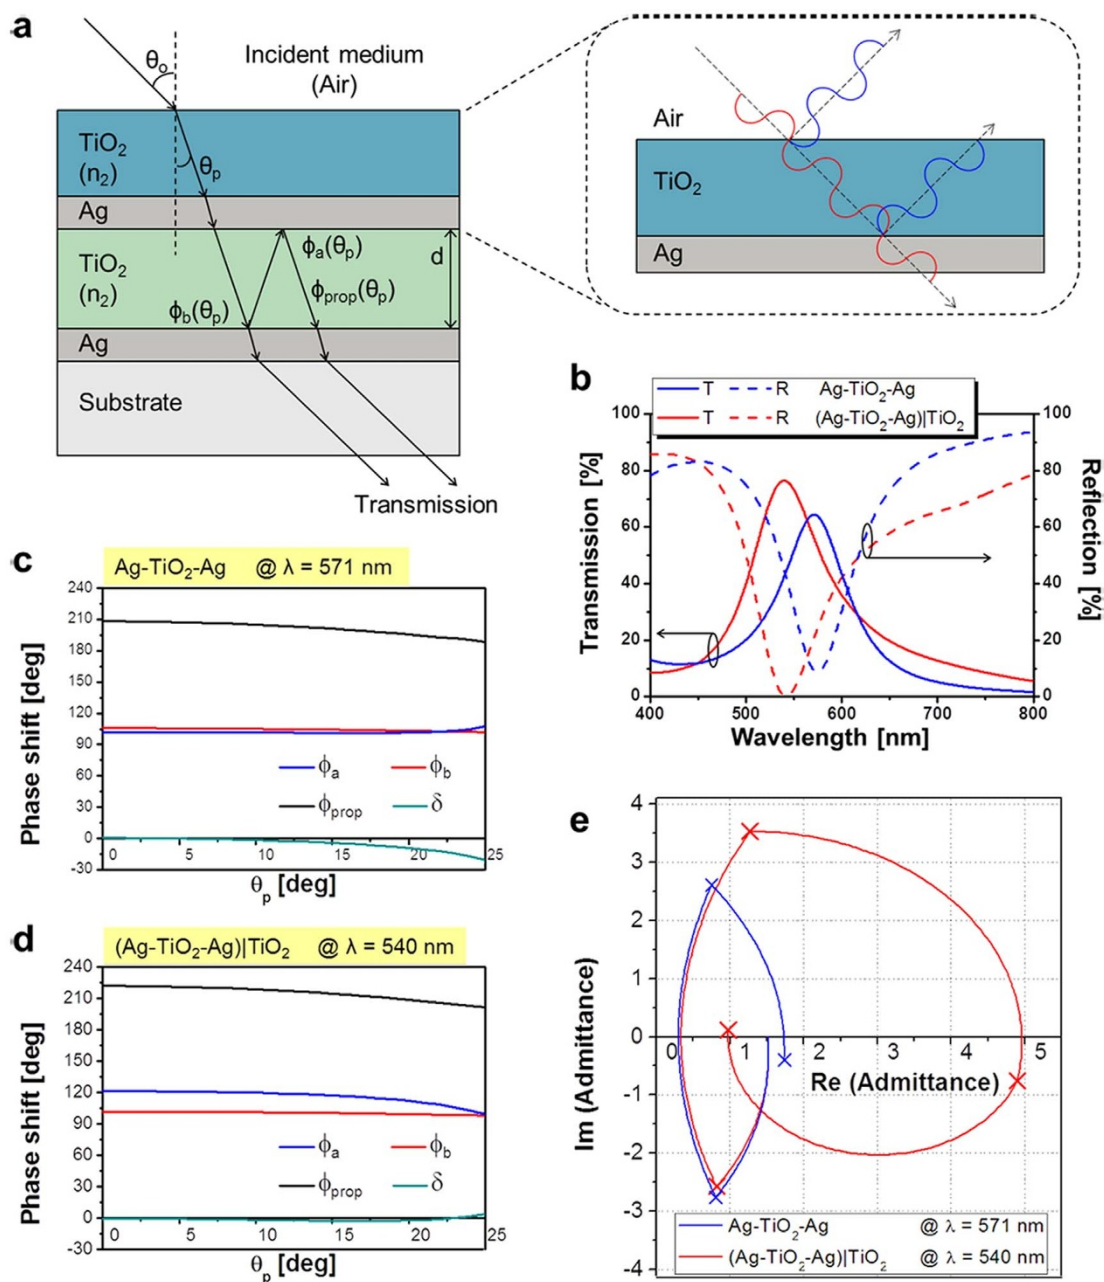 a
θo
Incident medium
(Air)
TiO2
(n2)
θp
Ag
TiO2
(n2)
ϕa(θp)
d
ϕprop(θp)
ϕb(θp)
Ag
Substrate
Transmission
Air
TiO2
Ag
b
T R Ag-TiO2-Ag
T R (Ag-TiO2-Ag)|TiO2
100 100
80 80
60 60
40 40
20 20
0 0
400 500 600 700 800
Transmission [%]
Reflection [%]
Wavelength [nm]
c
Ag-TiO2-Ag @ λ = 571 nm
240
210
180
150
120
90
60
30
0
-30
0 5 10 15 20 25
Phase shift [deg]
θp [deg]
ϕa ϕb
ϕprop δ
d
(Ag-TiO2-Ag)|TiO2 @ λ = 540 nm
240
210
180
150
120
90
60
30
0
-30
0 5 10 15 20 25
Phase shift [deg]
θp [deg]
ϕa ϕb
ϕprop δ
e
4
3
2
1
0
-1
-2
-3
-4
0 1 2 3 4 5
Im (Admittance)
Re (Admittance)
Ag-TiO2-Ag @ λ = 571 nm
(Ag-TiO2-Ag)|TiO2 @ λ = 540 nm